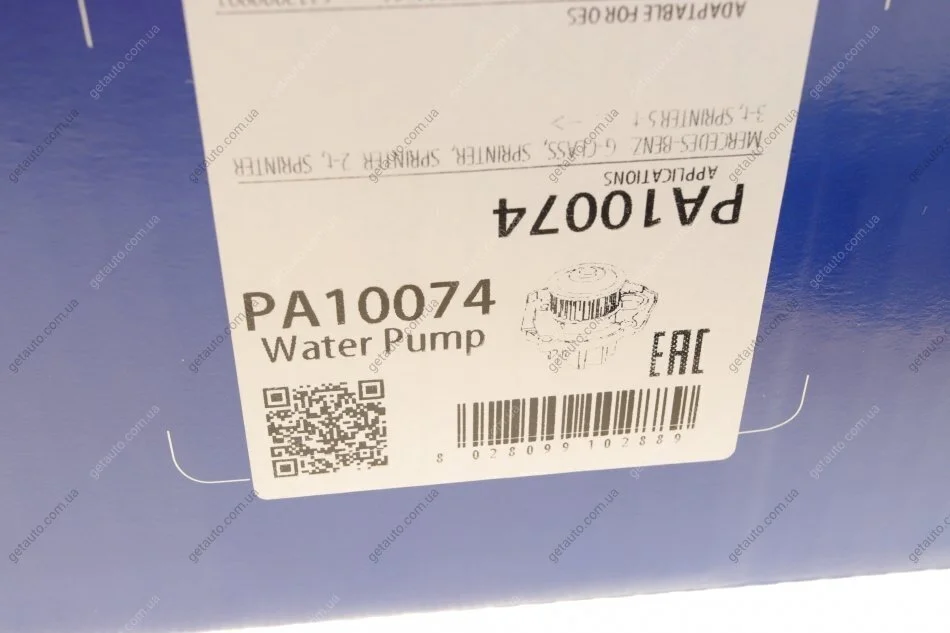 ADAPTABLE FOR OES
3-t, SPRINTER 5-t
MERCEDES-BENZ G-CLASS, SPRINTER, SPRINTER 2-t, SPRINTER
APPLICATIONS
PA10074
PA10074
Water Pump
EAC
8 028099 102889
getauto.com.ua